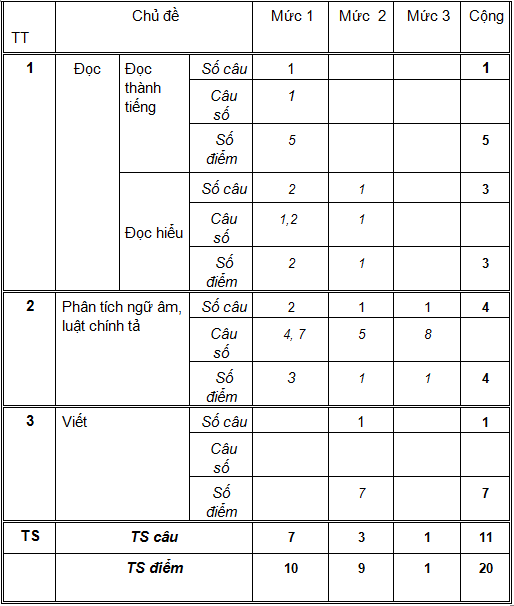 TT Chủ đề Mức 1 Mức 2 Mức 3 Cộng
1 Đọc Đọc thành tiếng Số câu 1 1
Câu số 1
Số điểm 5 5
Đọc hiểu Số câu 2 1 3
Câu số 1,2 1
Số điểm 2 1 3
2 Phân tích ngữ âm, luật chính tả Số câu 2 1 1 4
Câu số 4, 7 5 8
Số điểm 3 1 1 4
3 Viết Số câu 1 1
Câu số
Số điểm 7 7
TS TS câu 7 3 1 11
TS điểm 10 9 1 20